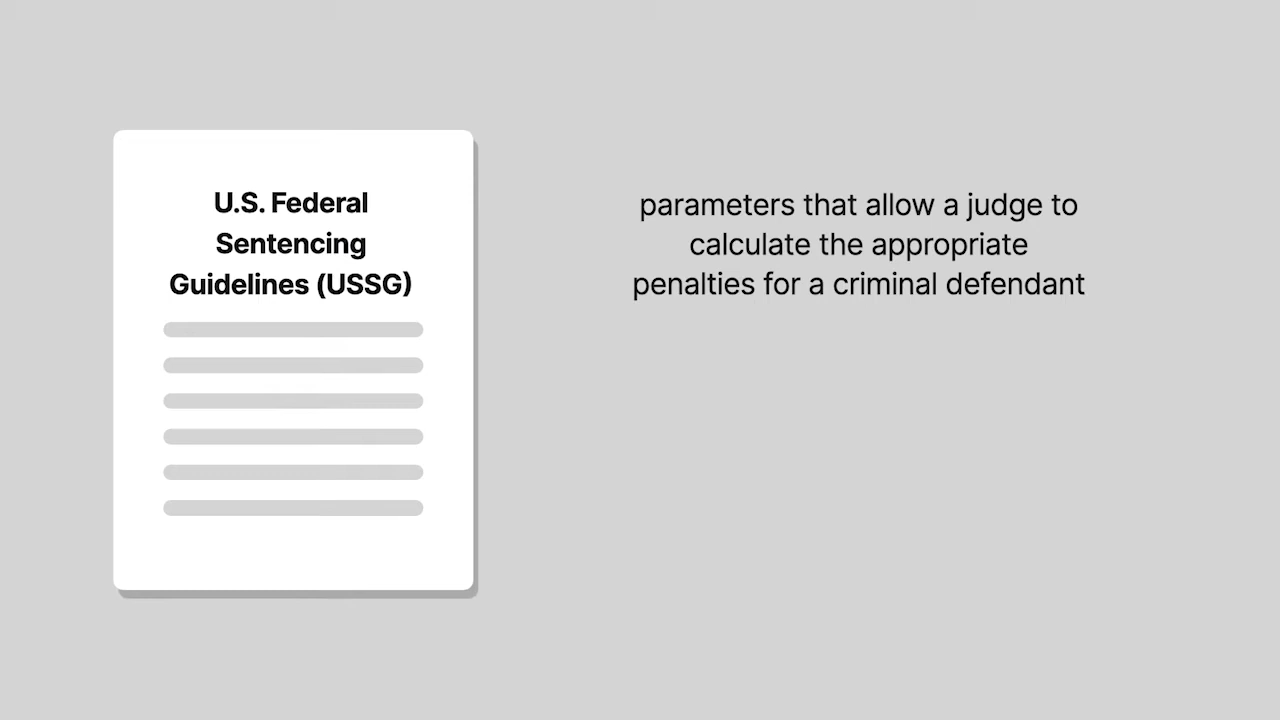 U.S. Federal
Sentencing
Guidelines (USSG)
parameters that allow a judge to
calculate the appropriate
penalties for a criminal defendant